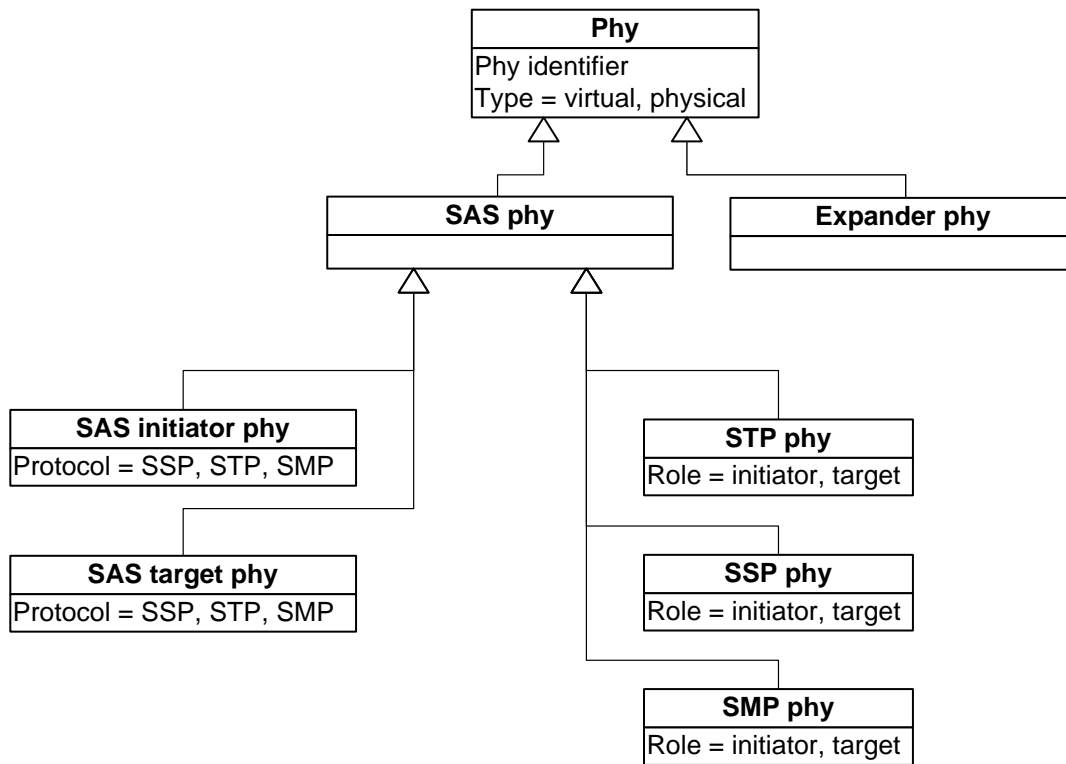 Phy
Phy identifier
Type = virtual, physical
SAS phy
Expander phy
SAS initiator phy
Protocol = SSP, STP, SMP
SAS target phy
Protocol = SSP, STP, SMP
STP phy
Role = initiator, target
SSP phy
Role = initiator, target
SMP phy
Role = initiator, target